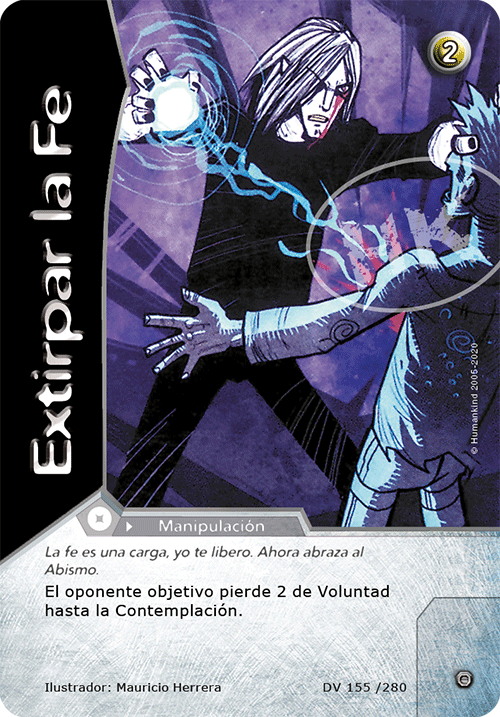 Extirpar la Fe
2
HK
© Humankind 2005-2020
Manipulación
La fe es una carga, yo te libero. Ahora abraza al
Abismo.
El oponente objetivo pierde 2 de Voluntad
hasta la Contemplación.
Ilustrador: Mauricio Herrera
DV 155 /280